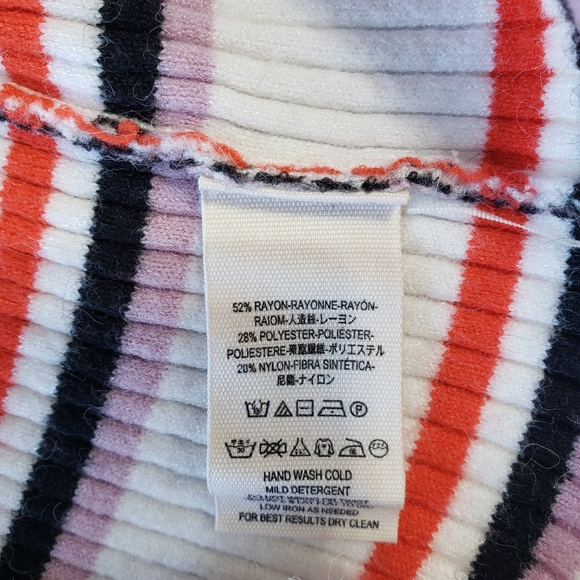 52% RAYON-RAYONNE-RAYÓN-
RAIOM-人造絲-レーヨン
28% POLYESTER-POLIÉSTER-
POLIESTERE-聚酯纖維-ポリエステル
20% NYLON-FIBRA SINTÉTICA-
尼龍-ナイロン
HAND WASH COLD
MILD DETERGENT
LOW IRON AS NEEDED
FOR BEST RESULTS DRY CLEAN